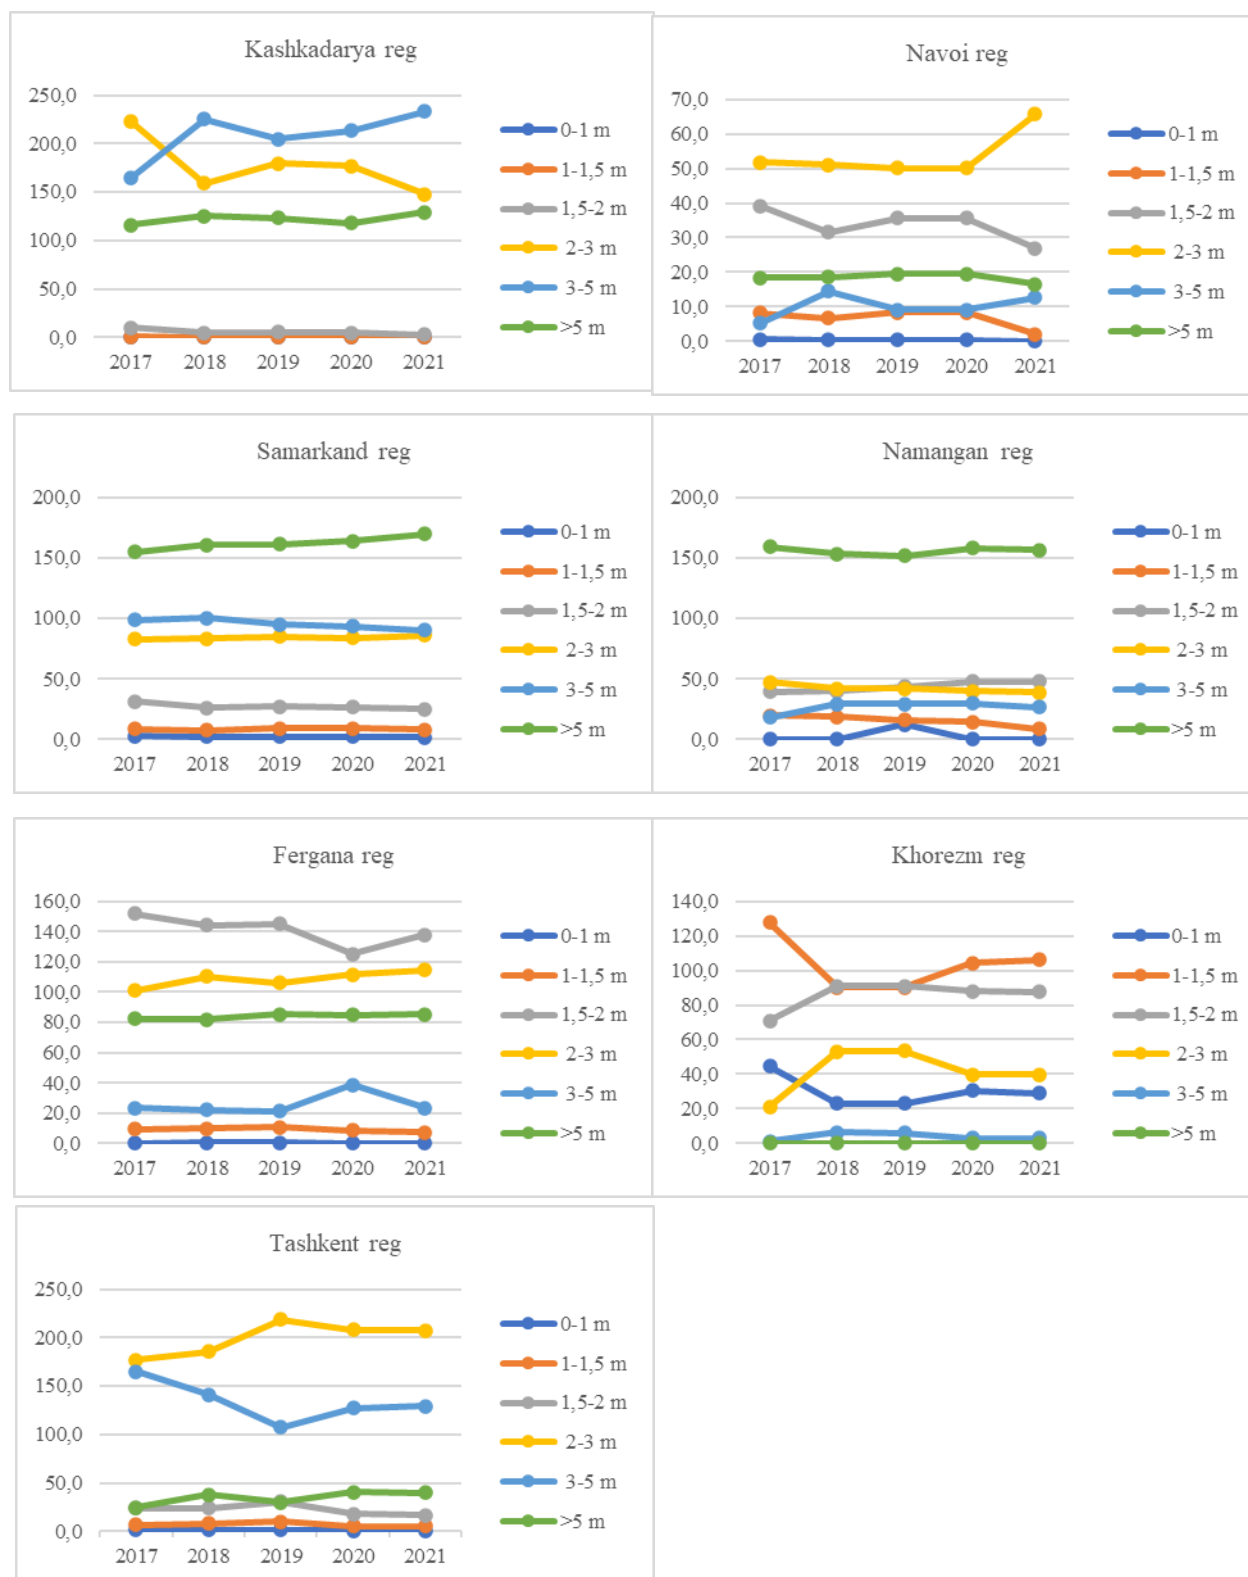 Kashkadarya reg
250,0
200,0
150,0
100,0
50,0
0,0
2017 2018 2019 2020 2021
0-1 m
1-1,5 m
1,5-2 m
2-3 m
3-5 m
>5 m
Navoi reg
70,0
60,0
50,0
40,0
30,0
20,0
10,0
0,0
2017 2018 2019 2020 2021
0-1 m
1-1,5 m
1,5-2 m
2-3 m
3-5 m
>5 m
Samarkand reg
200,0
150,0
100,0
50,0
0,0
2017 2018 2019 2020 2021
0-1 m
1-1,5 m
1,5-2 m
2-3 m
3-5 m
>5 m
Namangan reg
200,0
150,0
100,0
50,0
0,0
2017 2018 2019 2020 2021
0-1 m
1-1,5 m
1,5-2 m
2-3 m
3-5 m
>5 m
Fergana reg
160,0
140,0
120,0
100,0
80,0
60,0
40,0
20,0
0,0
2017 2018 2019 2020 2021
0-1 m
1-1,5 m
1,5-2 m
2-3 m
3-5 m
>5 m
Khorezm reg
140,0
120,0
100,0
80,0
60,0
40,0
20,0
0,0
2017 2018 2019 2020 2021
0-1 m
1-1,5 m
1,5-2 m
2-3 m
3-5 m
>5 m
Tashkent reg
250,0
200,0
150,0
100,0
50,0
0,0
2017 2018 2019 2020 2021
0-1 m
1-1,5 m
1,5-2 m
2-3 m
3-5 m
>5 m